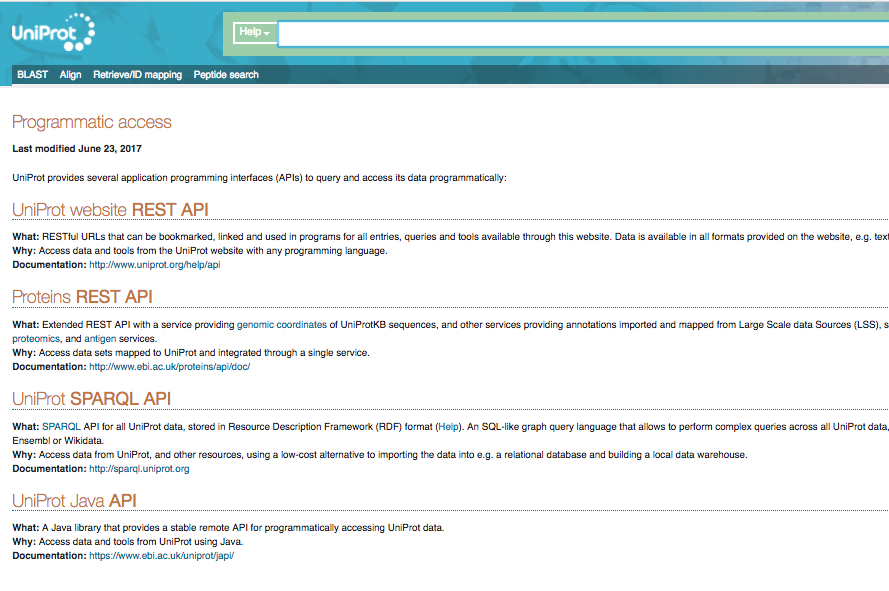 UniProt
Help
BLAST Align Retrieve/ID mapping Peptide search
Programmatic access
Last modified June 23, 2017
UniProt provides several application programming interfaces (APIs) to query and access its data programmatically:
UniProt website REST API
What: RESTful URLs that can be bookmarked, linked and used in programs for all entries, queries and tools available through this website. Data is available in all formats provided on the website, e.g. text
Why: Access data and tools from the UniProt website with any programming language.
Documentation: http://www.uniprot.org/help/api
Proteins REST API
What: Extended REST API with a service providing genomic coordinates of UniProtKB sequences, and other services providing annotations imported and mapped from Large Scale data Sources (LSS), s
proteomics, and antigen services.
Why: Access data sets mapped to UniProt and integrated through a single service.
Documentation: http://www.ebi.ac.uk/proteins/api/doc/
UniProt SPARQL API
What: SPARQL API for all UniProt data, stored in Resource Description Framework (RDF) format (Help). An SQL-like graph query language that allows to perform complex queries across all UniProt data,
Ensembl or Wikidata.
Why: Access data from UniProt, and other resources, using a low-cost alternative to importing the data into e.g. a relational database and building a local data warehouse.
Documentation: http://sparql.uniprot.org
UniProt Java API
What: A Java library that provides a stable remote API for programmatically accessing UniProt data.
Why: Access data and tools from UniProt using Java.
Documentation: https://www.ebi.ac.uk/uniprot/japi/